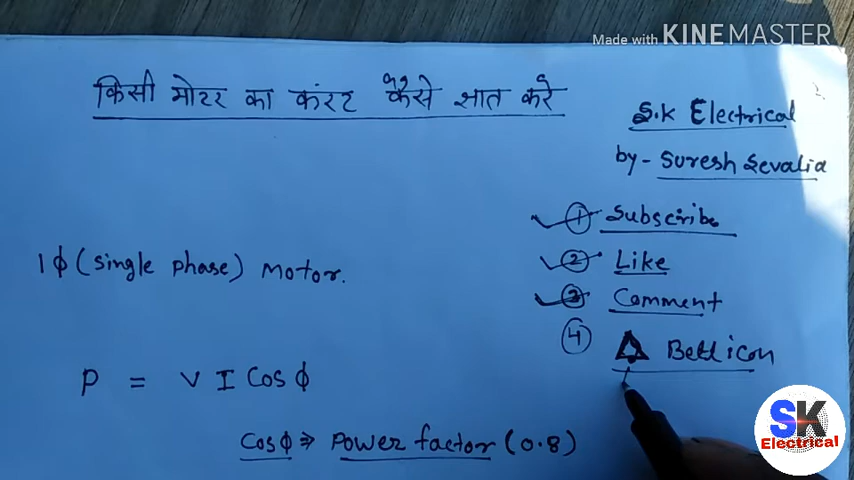 Made with KINEMASTER
किसी मोटर का कंरट कैसे ज्ञात करे
S.K Electrical
by- Suresh Sevalia
① Subscribe
② Like
③ Comment
④ Bell icon
1ϕ (single phase) motor.
P = V I Cos ϕ
Cosϕ ⇒ Power factor (0.8)
SK
Electrical